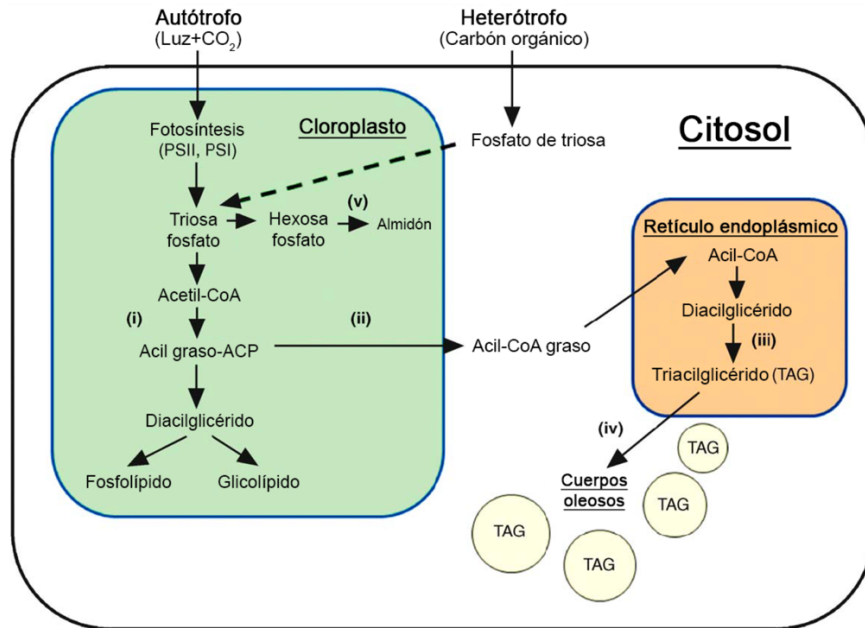 Autótrofo
(Luz+CO2)
Heterótrofo
(Carbón orgánico)
Cloroplasto
Citosol
Fotosíntesis
(PSII, PSI)
Fosfato de triosa
(v)
Triosa
fosfato
Hexosa
fosfato
Almidón
Retículo endoplásmico
Acil-CoA
Acetil-CoA
Diacilglicérido
(i)
(ii)
(iii)
Acil graso-ACP
Acil-CoA graso
Triacilglicérido (TAG)
Diacilglicérido
(iv)
Fosfolípido
Glicolípido
Cuerpos
oleosos
TAG
TAG
TAG
TAG